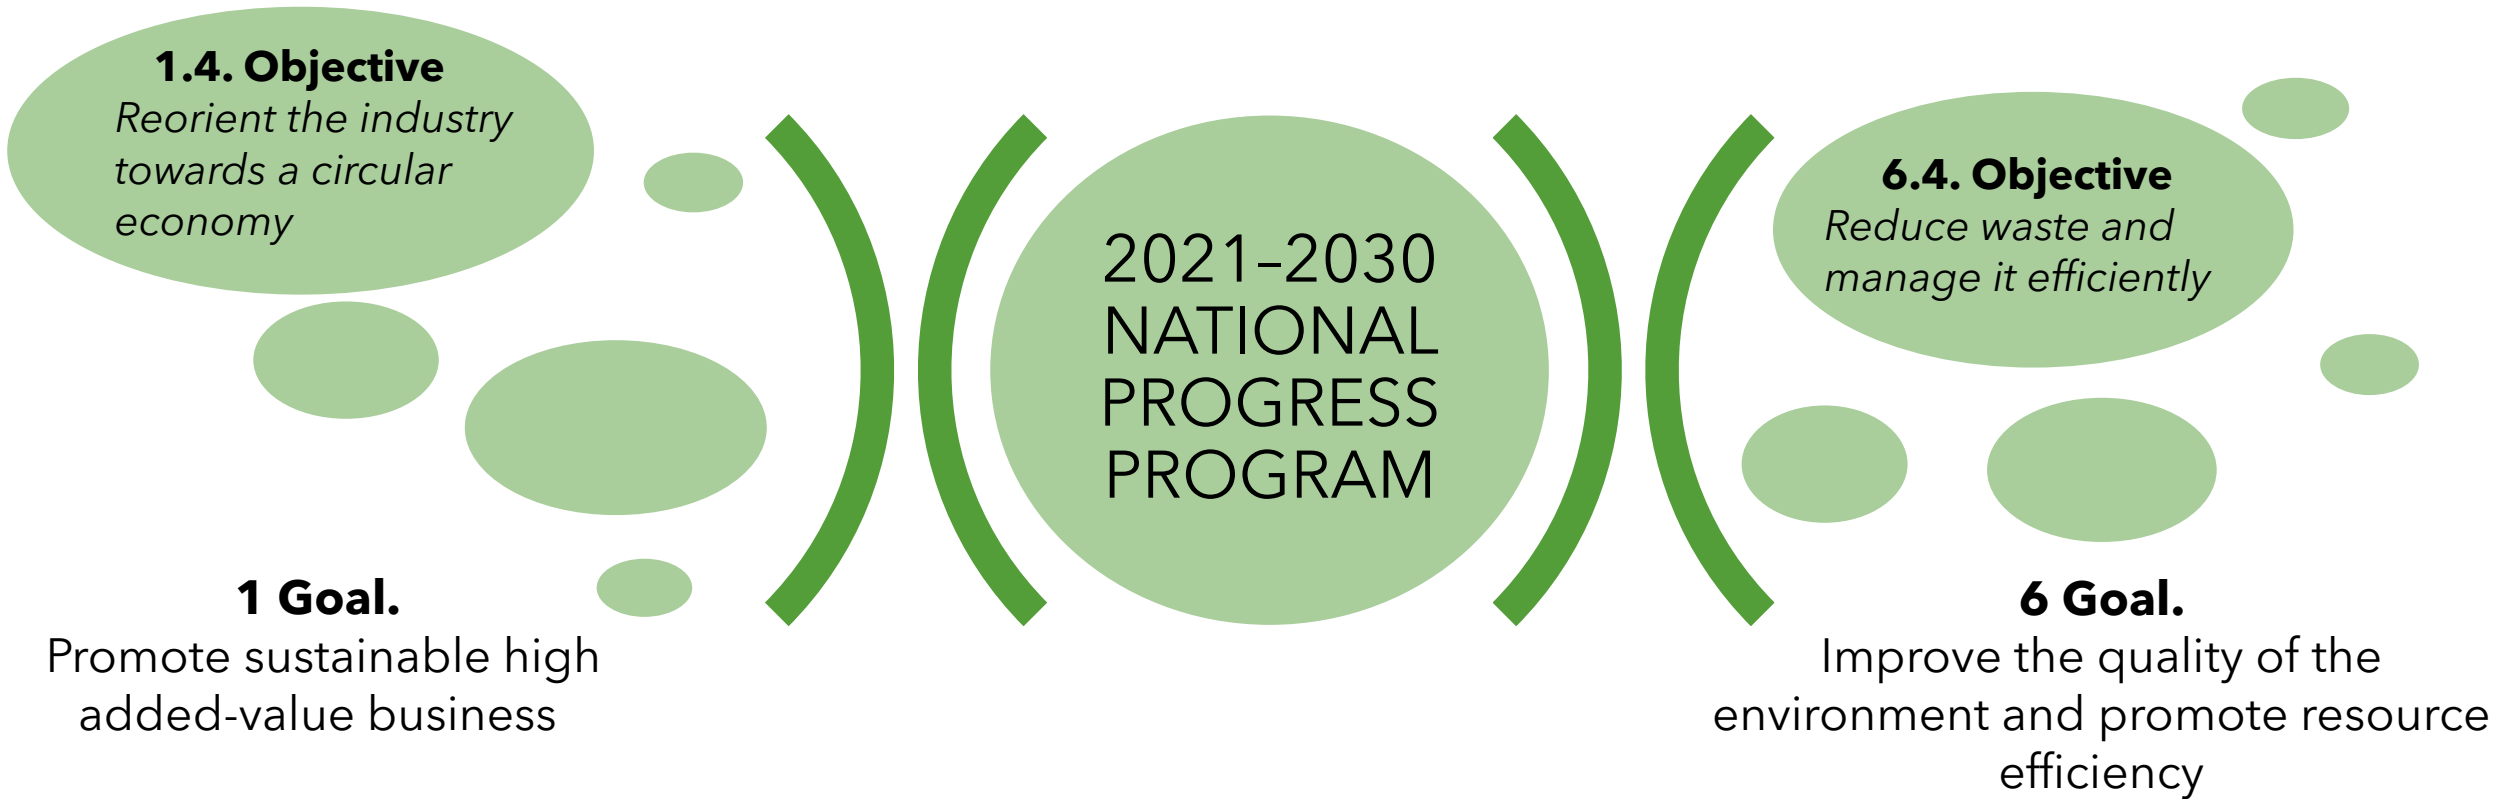 1.4. Objective
Reorient the industry
towards a circular
economy
1 Goal.
Promote sustainable high
added-value business
2021–2030
NATIONAL
PROGRESS
PROGRAM
6.4. Objective
Reduce waste and
manage it efficiently
6 Goal.
Improve the quality of the
environment and promote resource
efficiency